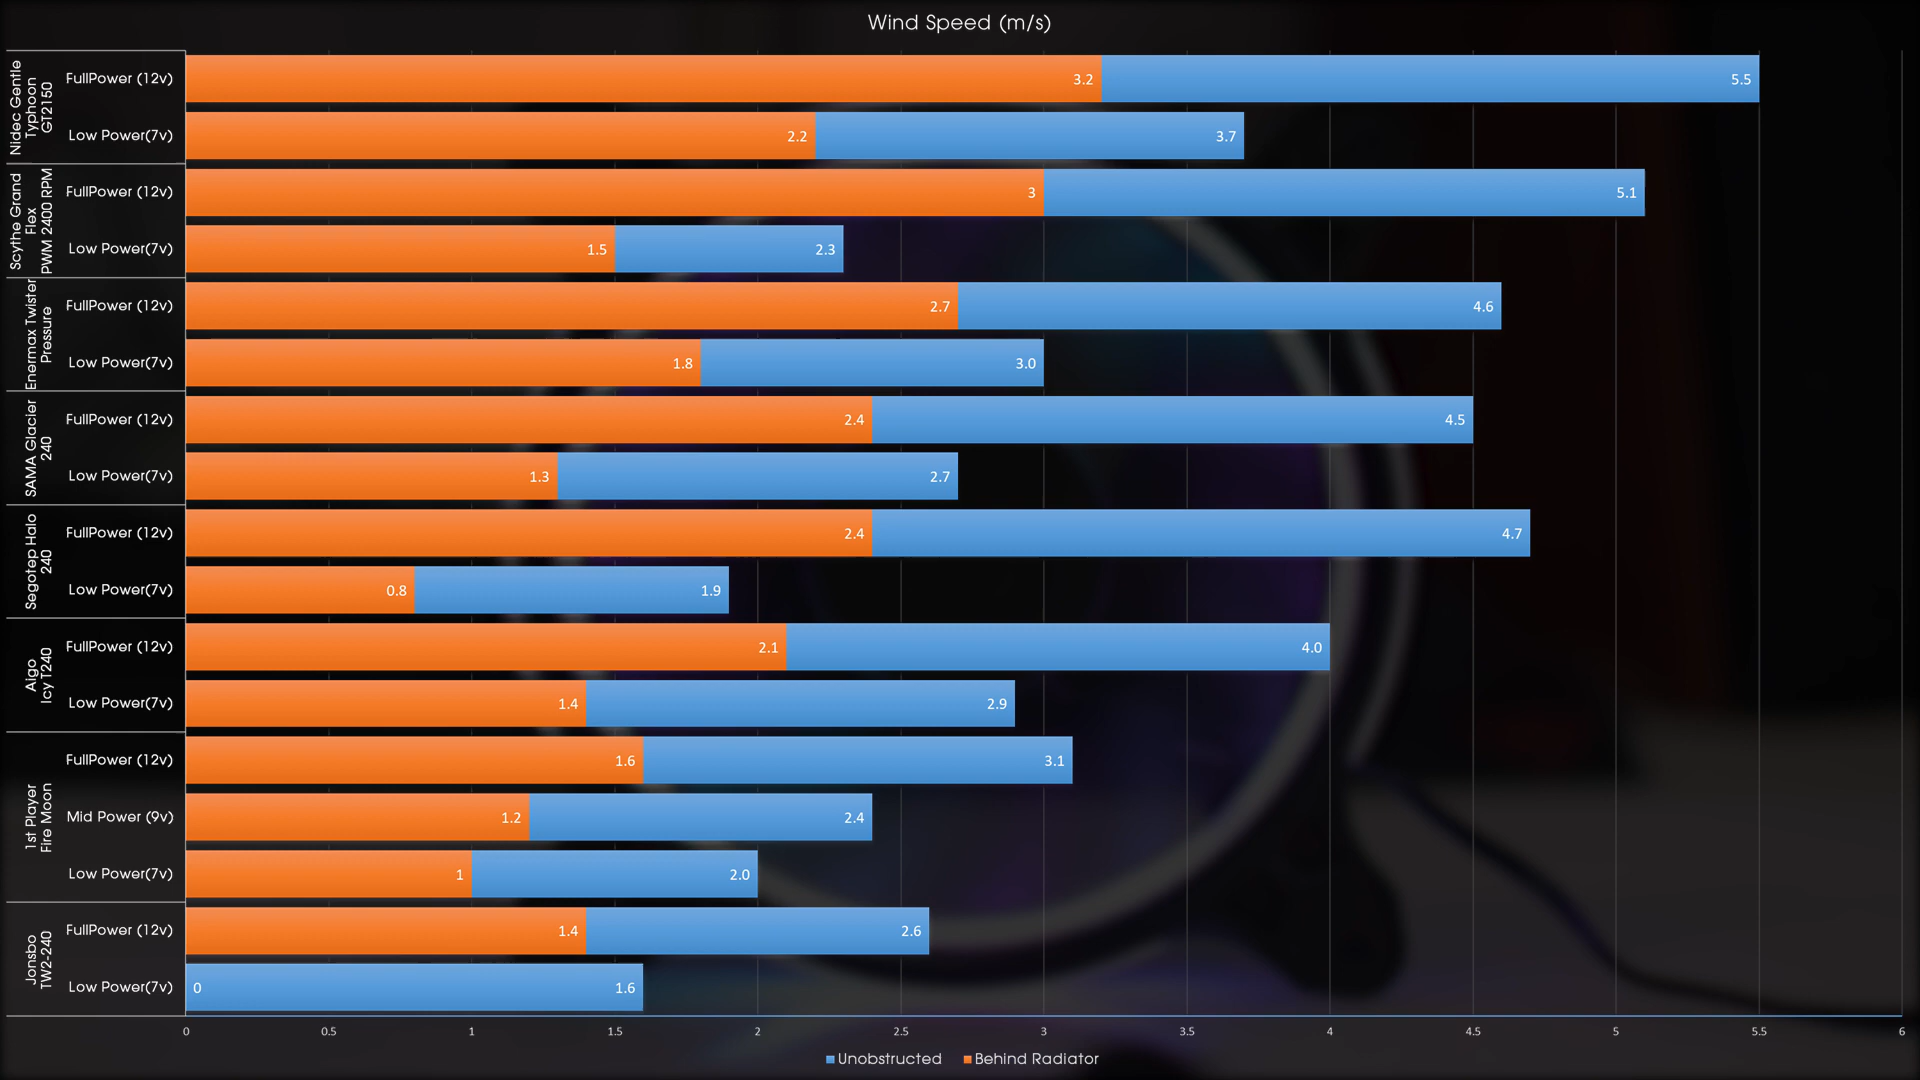 Wind Speed (m/s)
Nidec Gentle
Typhoon
GT2150
FullPower (12v)
3.2
5.5
Low Power(7v)
2.2
3.7
Scythe Grand
Flex
PWM 2400 RPM
FullPower (12v)
3
5.1
Low Power(7v)
1.5
2.3
Enermax Twister
Pressure
FullPower (12v)
2.7
4.6
Low Power(7v)
1.8
3.0
SAMA Glacier
240
FullPower (12v)
2.4
4.5
Low Power(7v)
1.3
2.7
Segotep Halo
240
FullPower (12v)
2.4
4.7
Low Power(7v)
0.8
1.9
Aigo
Icy T240
FullPower (12v)
2.1
4.0
Low Power(7v)
1.4
2.9
1st Player
Fire Moon
FullPower (12v)
1.6
3.1
Mid Power (9v)
1.2
2.4
Low Power(7v)
1
2.0
Jonsbo
TW2-240
FullPower (12v)
1.4
2.6
Low Power(7v)
0
1.6
0 0.5 1 1.5 2 2.5 3 3.5 4 4.5 5 5.5 6
Unobstructed Behind Radiator